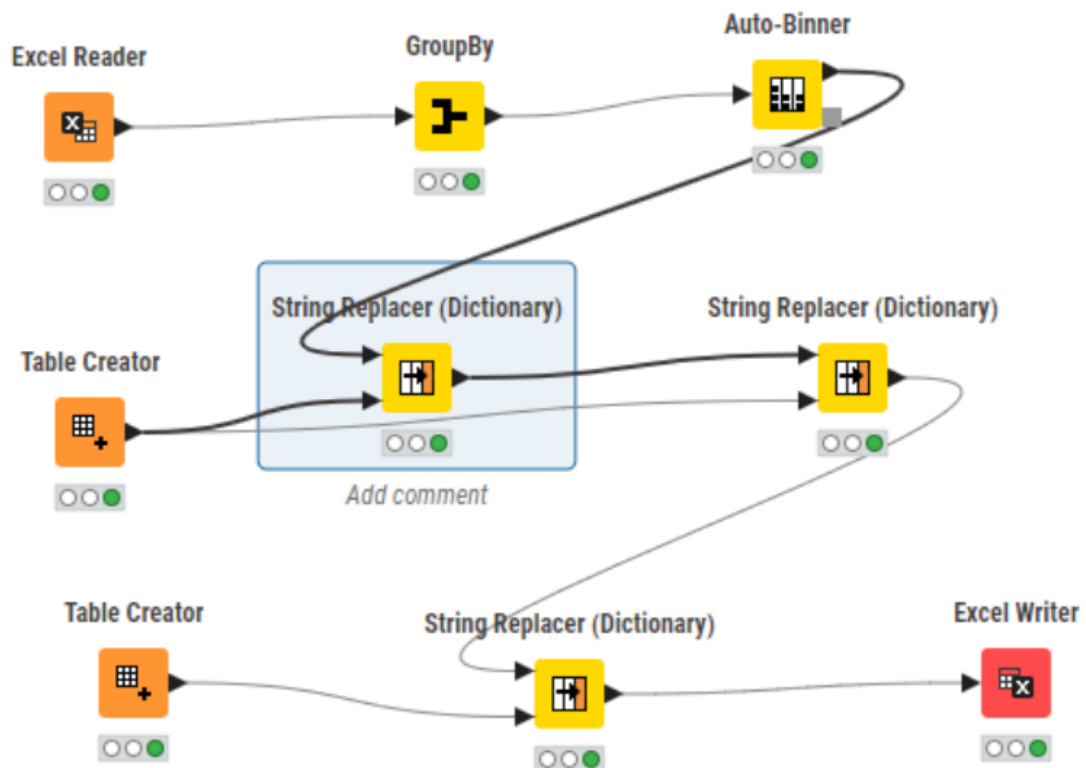 Auto-Binner
GroupBy
Excel Reader
String Replacer (Dictionary)
String Replacer (Dictionary)
Table Creator
Add comment
Table Creator
String Replacer (Dictionary)
Excel Writer